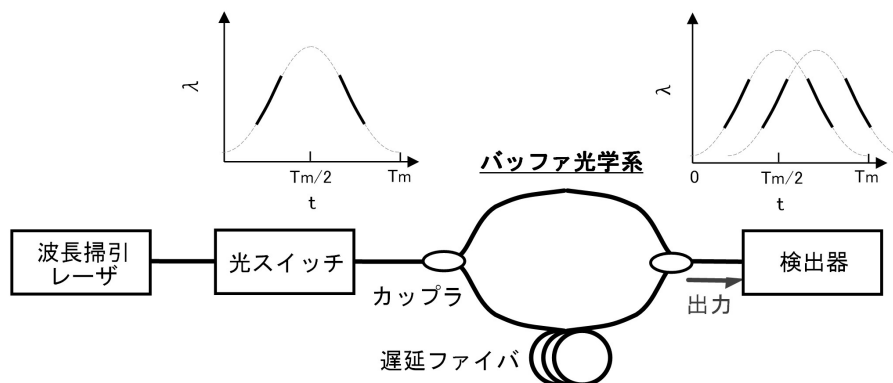 λ
Tm/2
Tm
t
λ
0
Tm/2
Tm
t
バッファ光学系
波長掃引
レーザ
光スイッチ
カップラ
検出器
出力
遅延ファイバ